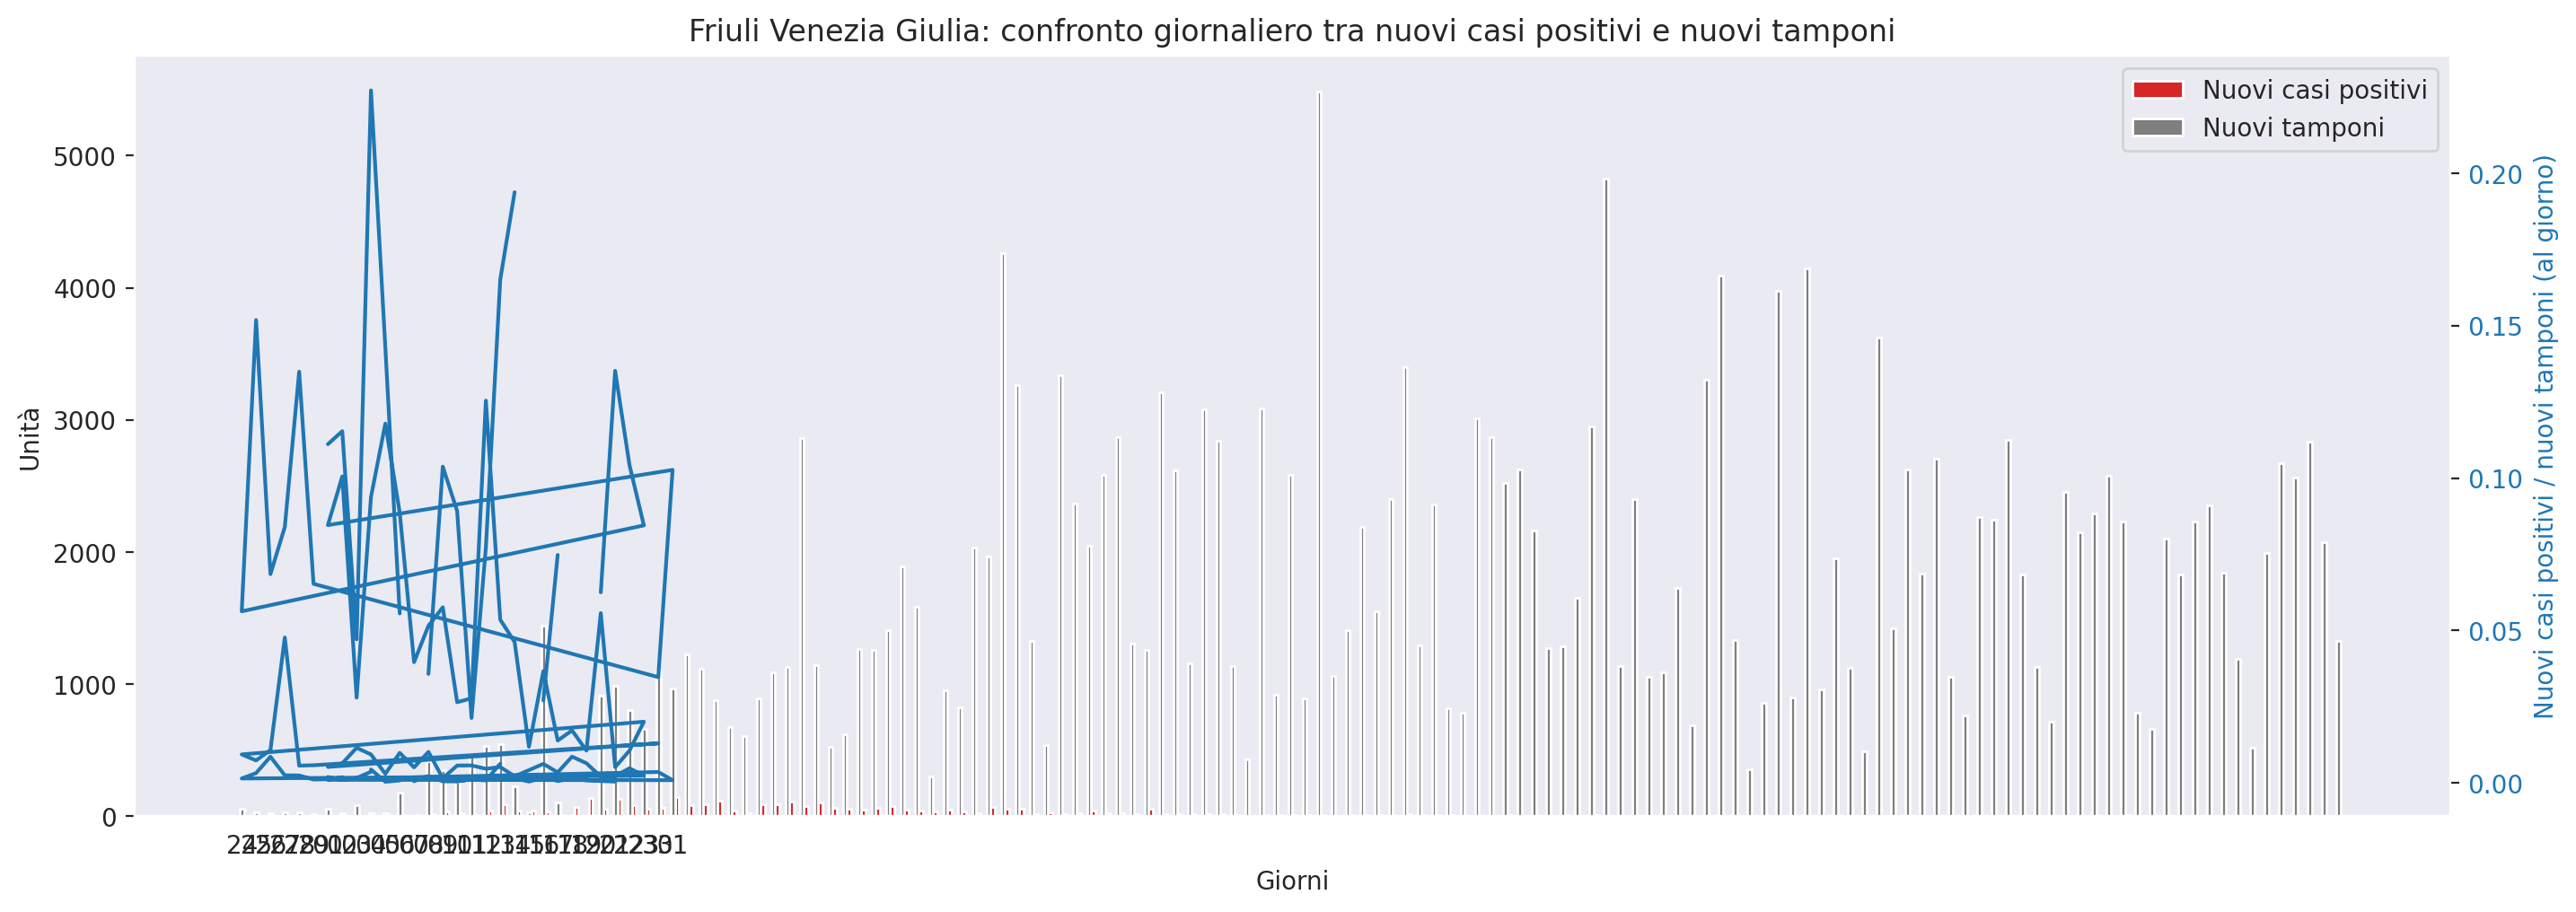 Friuli Venezia Giulia: confronto giornaliero tra nuovi casi positivi e nuovi tamponi
Nuovi casi positivi
Nuovi tamponi
5000
4000
3000
2000
1000
0
Unità
0.20
0.15
0.10
0.05
0.00
Nuovi casi positivi / nuovi tamponi (al giorno)
Giorni